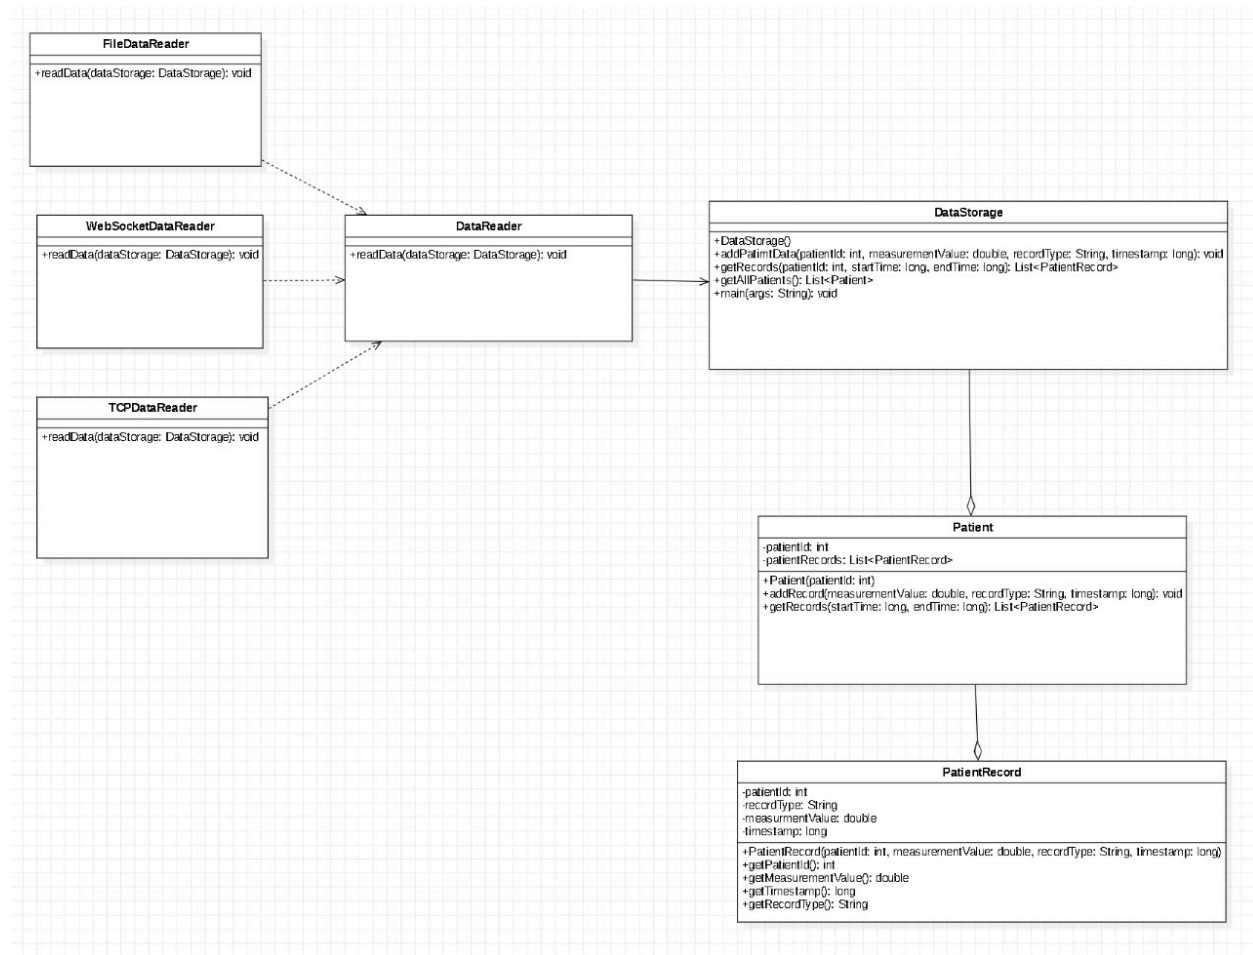 FileDataReader
+readData(dataStorage: DataStorage): void
WebSocketDataReader
+readData(dataStorage: DataStorage): void
TCPDataReader
+readData(dataStorage: DataStorage): void
DataReader
+readData(dataStorage: DataStorage): void
DataStorage
+DataStorage()
+addPatimtData(patientId: int, measurementValue: double, recordType: String, timestamp: long): void
+getRecords(patientId: int, startTime: long, endTime: long): List<PatientRecord>
+getAllPatients(): List<Patient>
+main(args: String): void
Patient
-patientId: int
-patientRecords: List<PatientRecord>
+Patient(patientId: int)
+addRecord(measurementValue: double, recordType: String, timestamp: long): void
+getRecords(startTime: long, endTime: long): List<PatientRecord>
PatientRecord
-patientId: int
-recordType: String
-measurmentValue: double
-timestamp: long
+PatientRecord(patientId: int, measurementValue: double, recordType: String, timestamp: long)
+getPatientId(): int
+getMeasurementValue(): double
+getTimestamp(): long
+getRecordType(): String